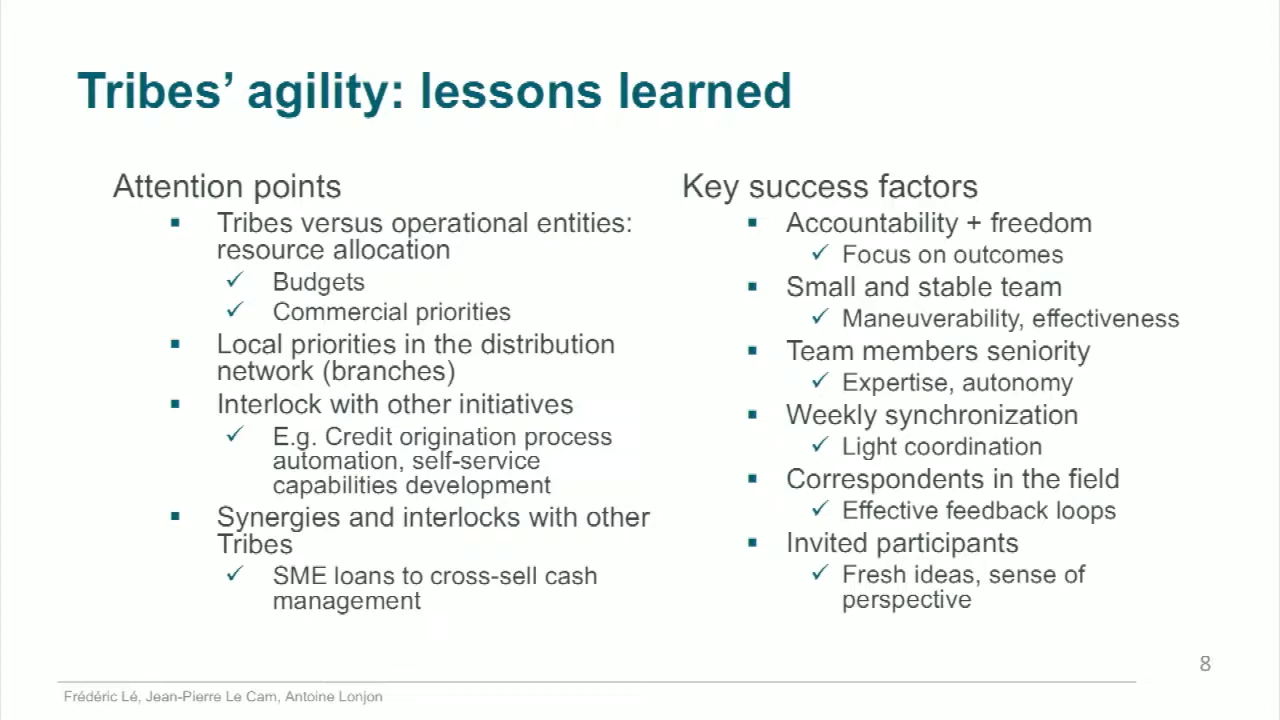 Tribes’ agility: lessons learned
Attention points
Tribes versus operational entities:
resource allocation
Budgets
Commercial priorities
Local priorities in the distribution
network (branches)
Interlock with other initiatives
E.g. Credit origination process
automation, self-service
capabilities development
Synergies and interlocks with other
Tribes
SME loans to cross-sell cash
management
Key success factors
Accountability + freedom
Focus on outcomes
Small and stable team
Maneuverability, effectiveness
Team members seniority
Expertise, autonomy
Weekly synchronization
Light coordination
Correspondents in the field
Effective feedback loops
Invited participants
Fresh ideas, sense of
perspective
8
Frédéric Lé, Jean-Pierre Le Cam, Antoine Lonjon